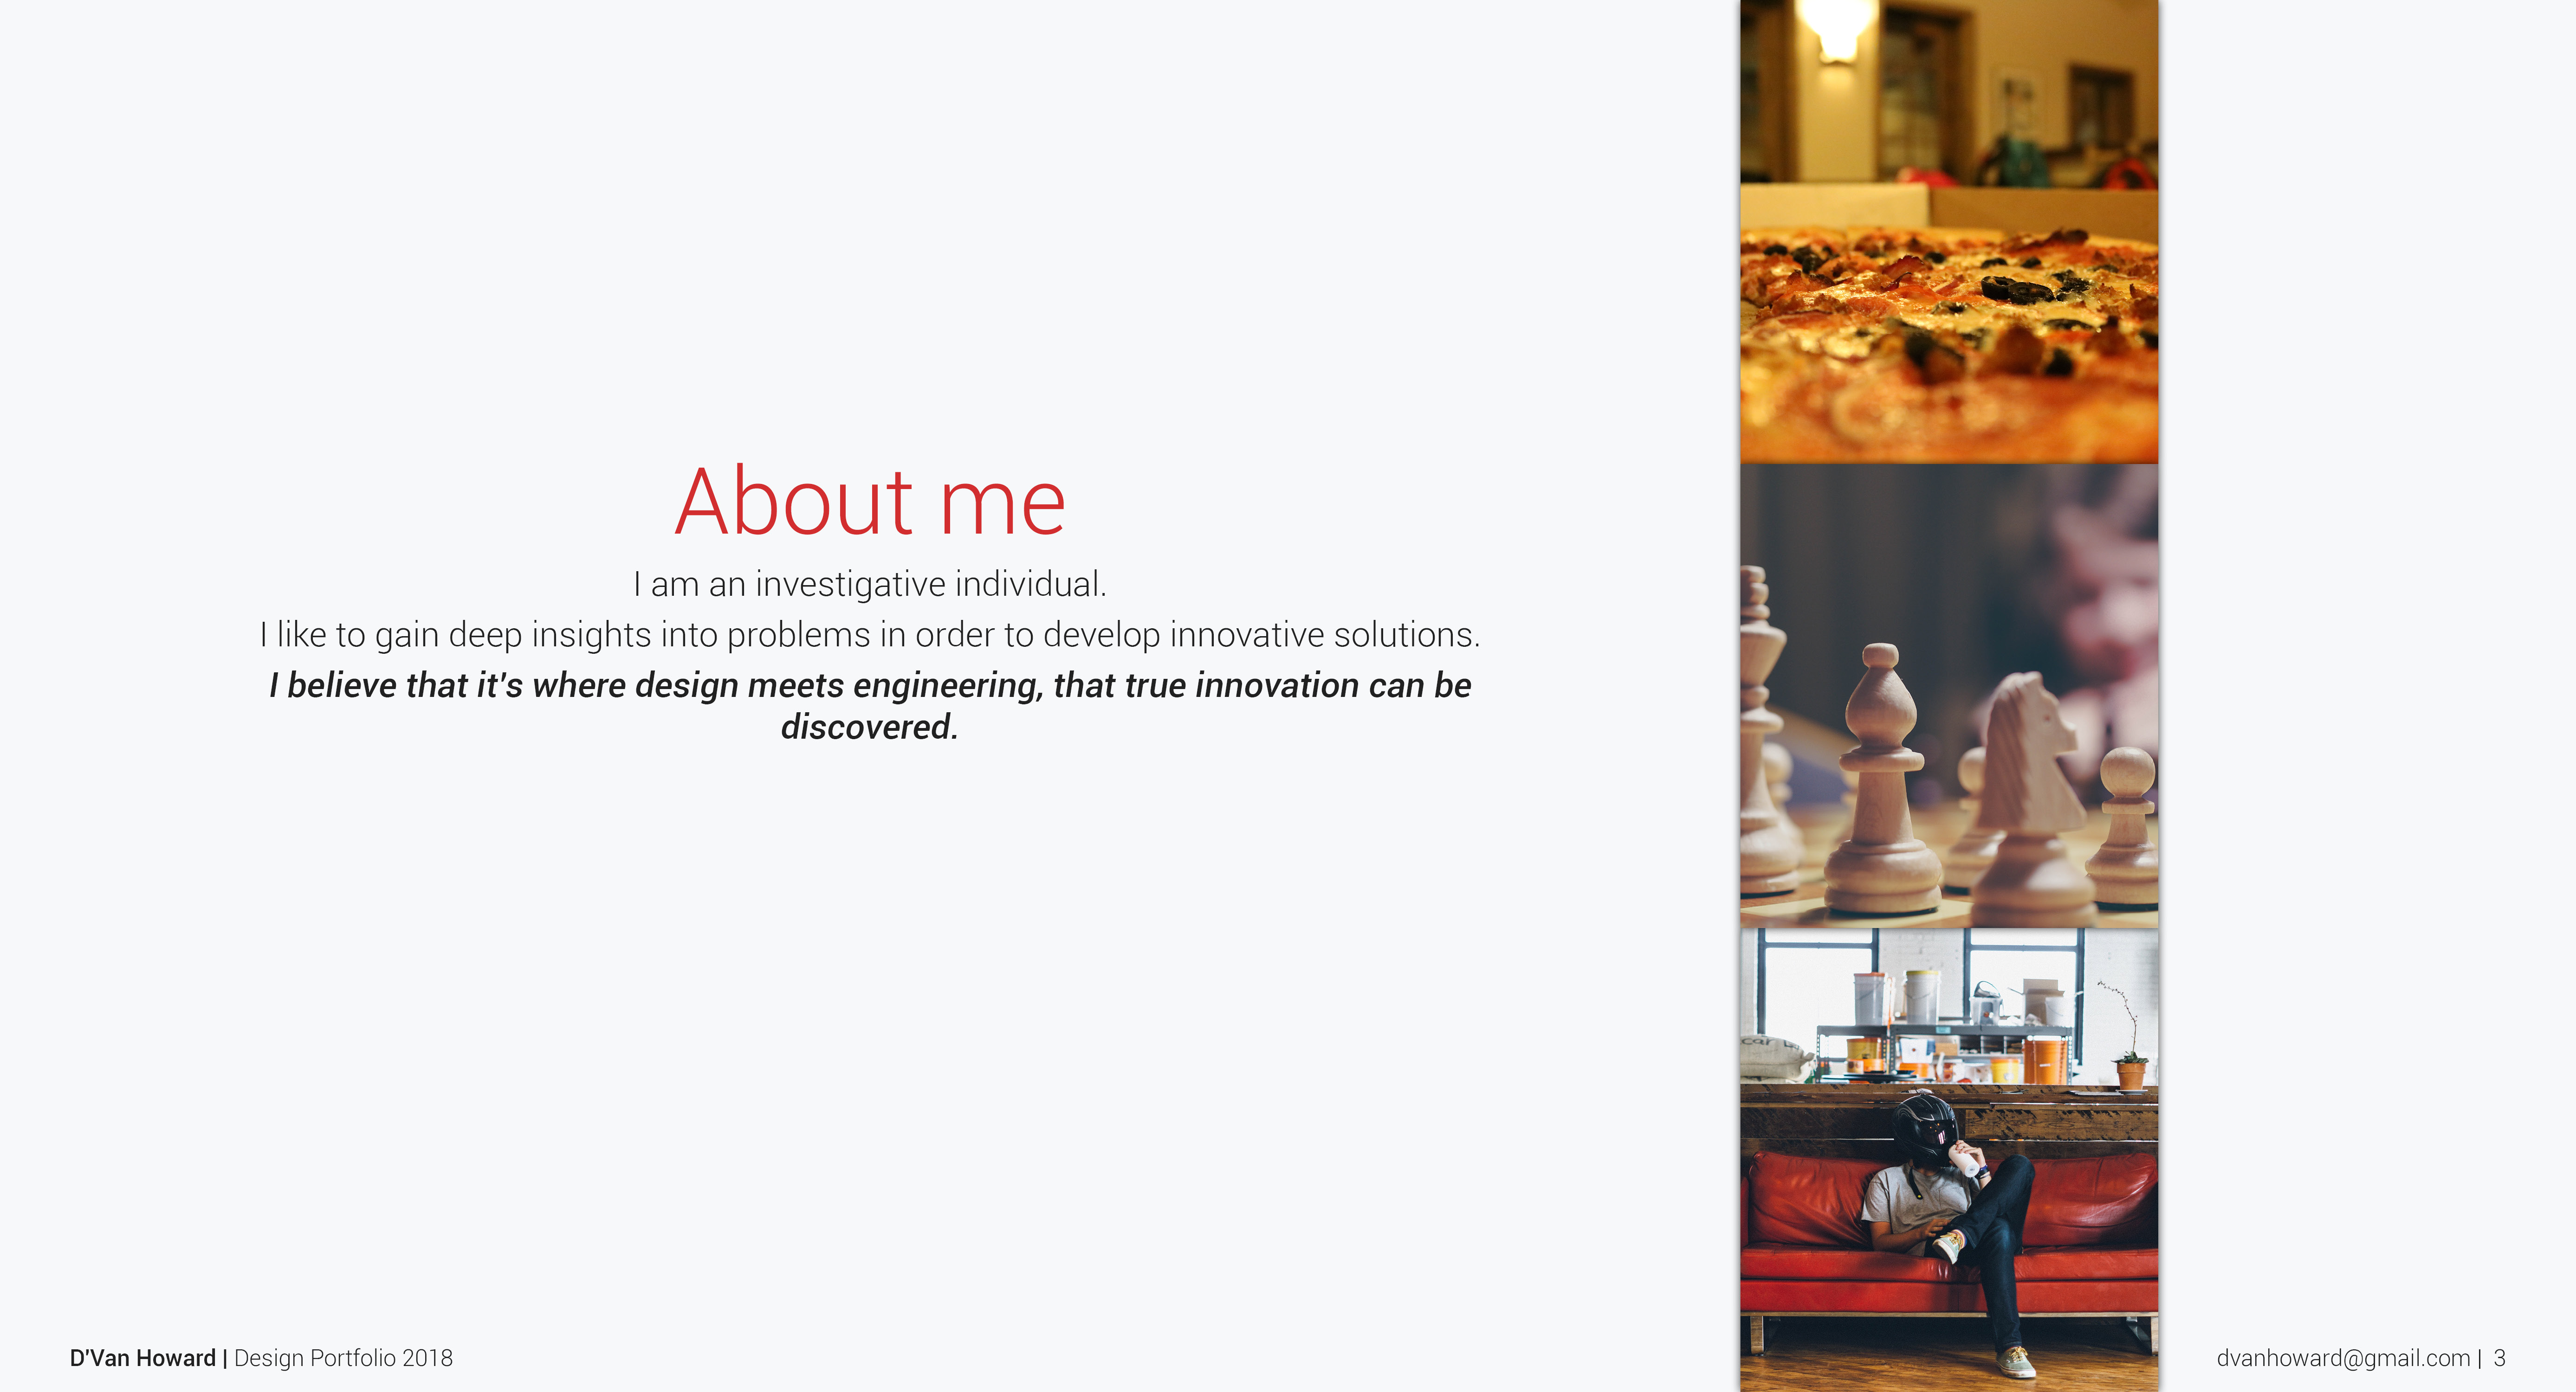 About me
I am an investigative individual.
I like to gain deep insights into problems in order to develop innovative solutions.
I believe that it's where design meets engineering, that true innovation can be
discovered.
D'Van Howard | Design Portfolio 2018
dvanhoward@gmail.com | 3